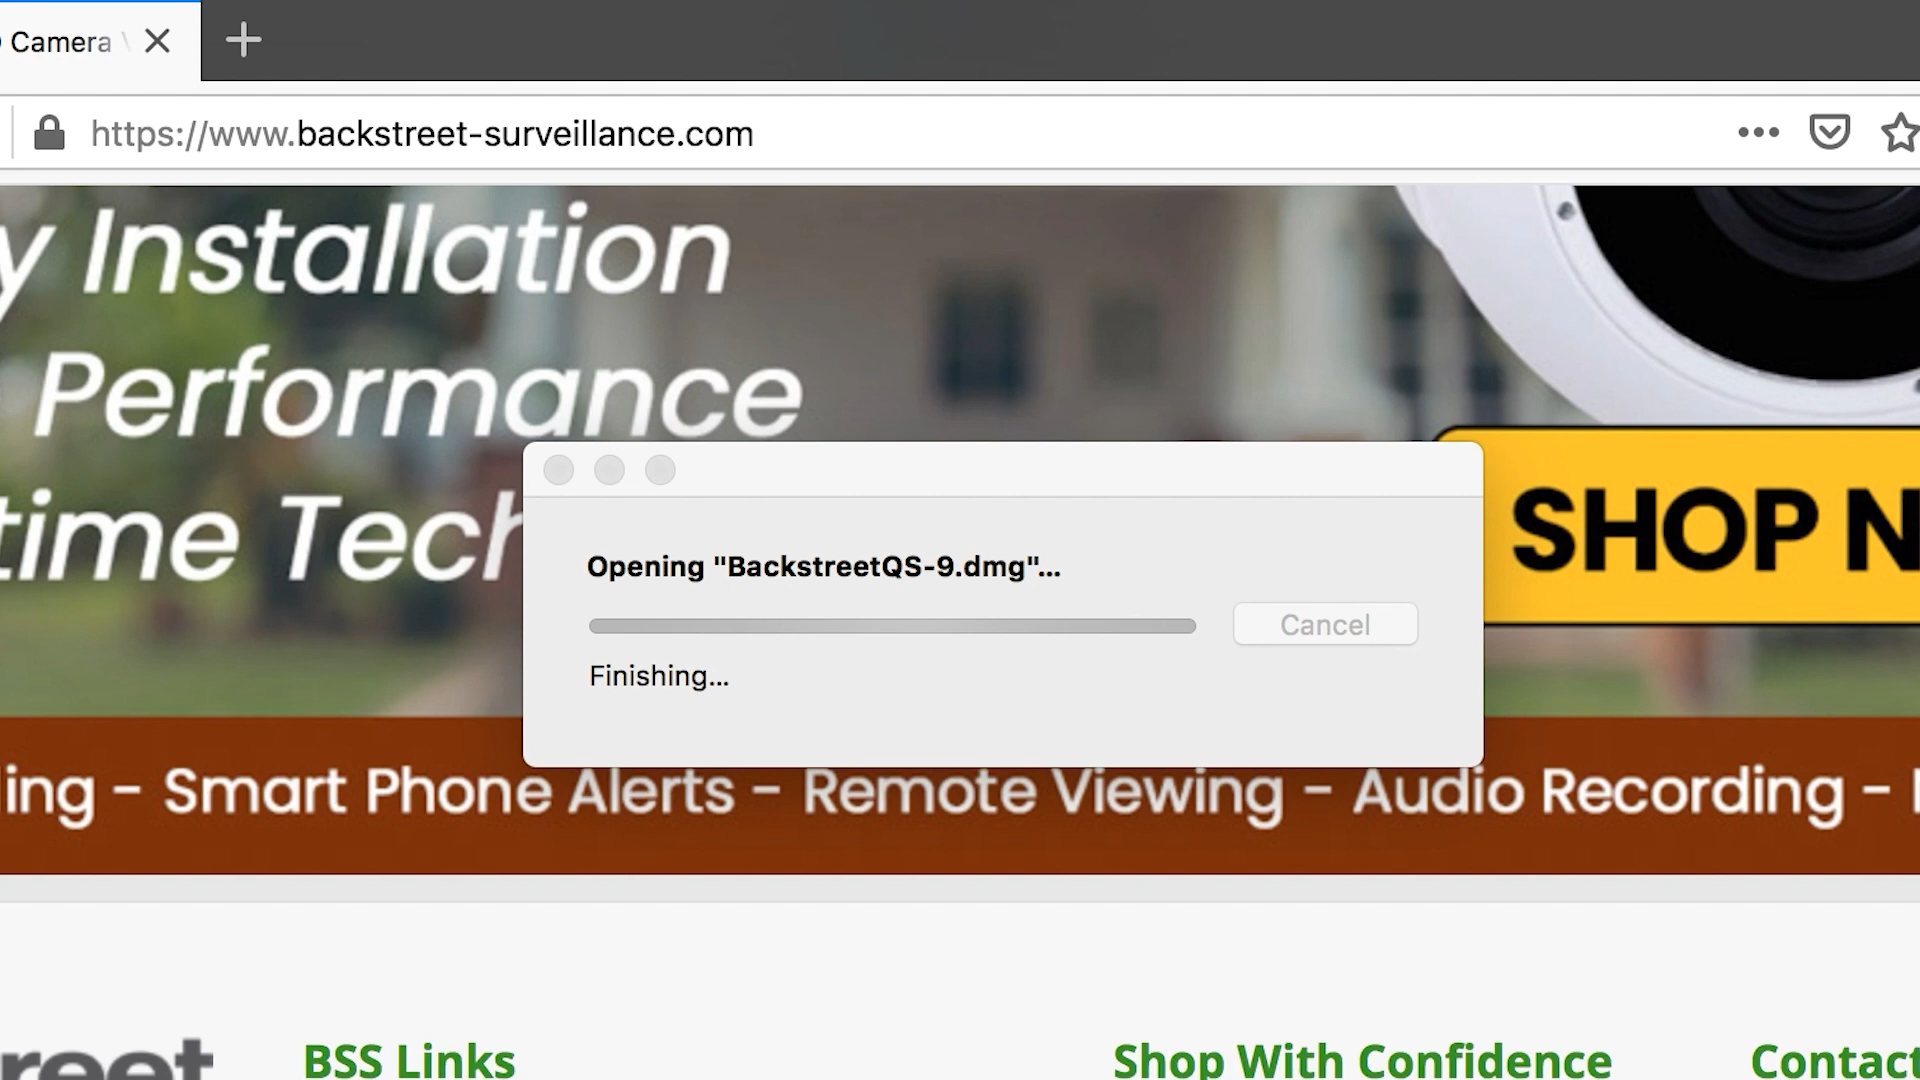 Camera
https://www.backstreet-surveillance.com
y Installation
Performance
time Tech
SHOP N
Opening "BackstreetQS-9.dmg"...
Cancel
Finishing...
ing - Smart Phone Alerts - Remote Viewing - Audio Recording -
reet
BSS Links
Shop With Confidence
Contact